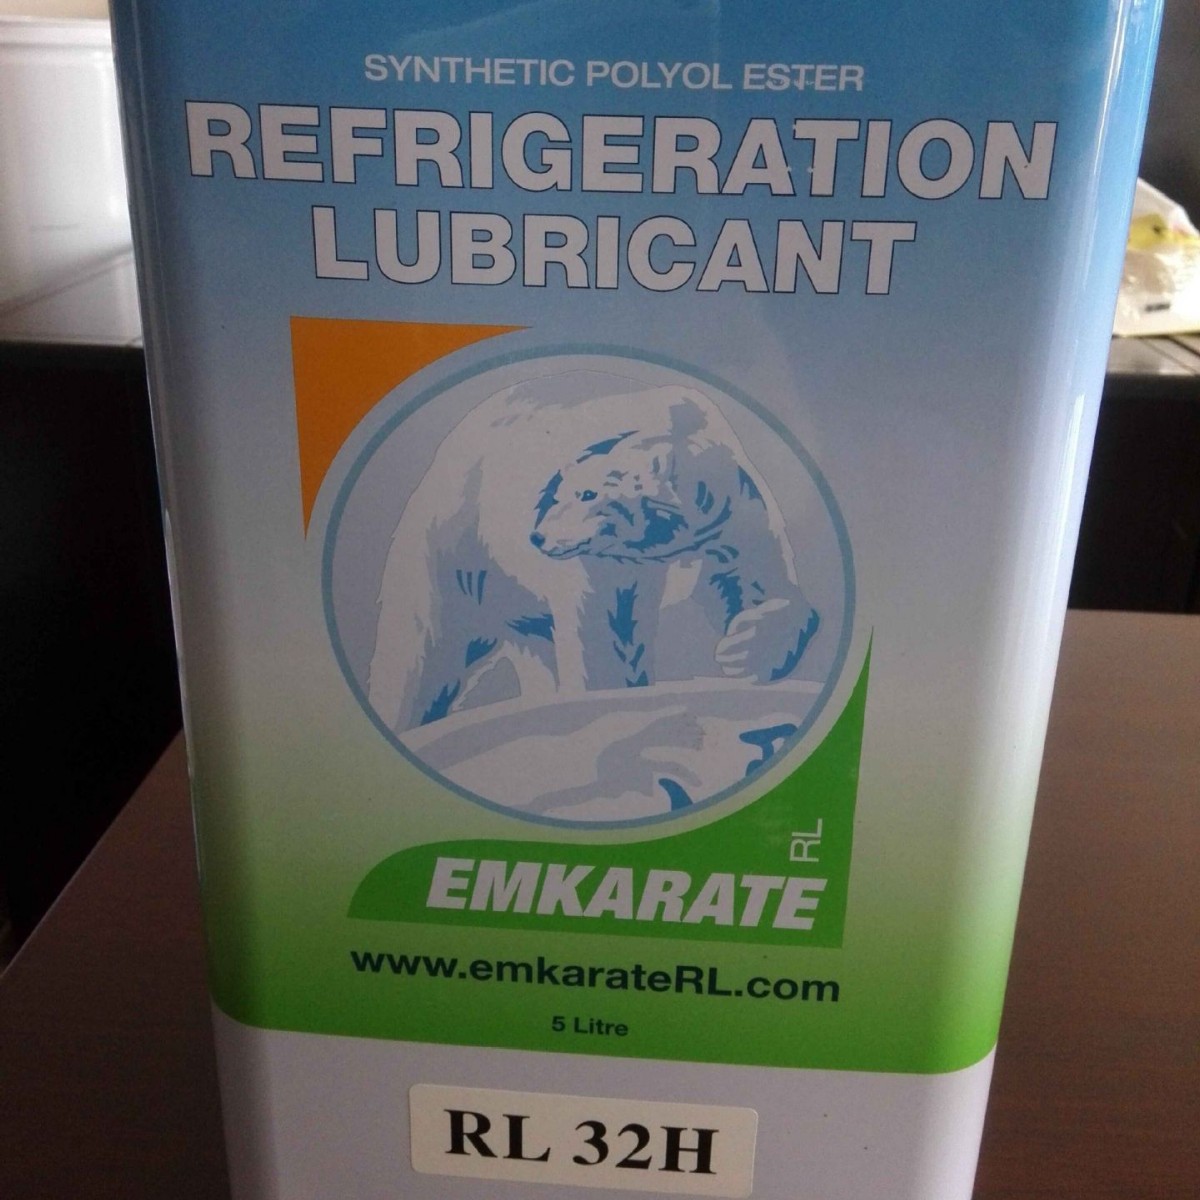 SYNTHETIC POLYOL ESTER
REFRIGERATION
LUBRICANT
RL
EMKARATE
www.emkarateRL.com
5 Litre
RL 32H